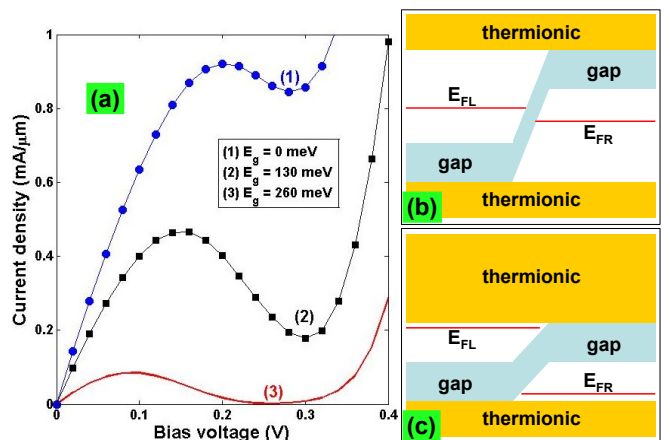 (a)
(1)
(1) E_g = 0 meV
(2) E_g = 130 meV
(3) E_g = 260 meV
(2)
(3)
1
0.8
0.6
0.4
0.2
0
0
0.1
0.2
0.3
0.4
Current density (mA/μm)
Bias voltage (V)
thermionic
gap
E_FL
E_FR
gap
thermionic
(b)
thermionic
E_FL
gap
gap
E_FR
thermionic
(c)